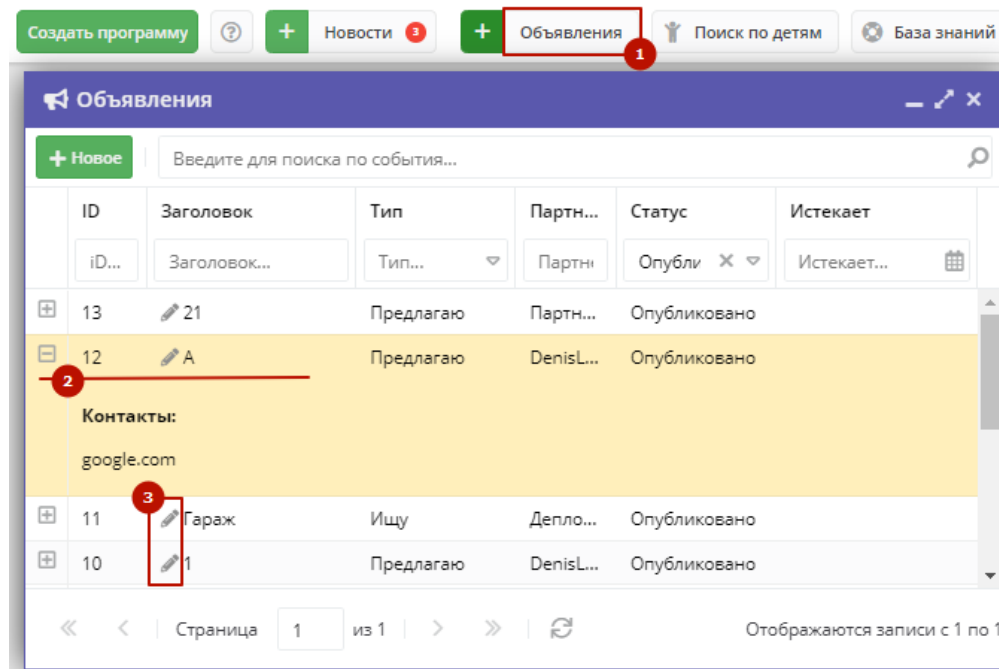 Создать программу ? + Новости 3 + Объявления Поиск по детям База знаний
1
Объявления
+ Новое Введите для поиска по события...
ID Заголовок Тип Партн... Статус Истекает
iD... Заголовок... Тип... Партн Опубли Истекает...
13 21 Предлагаю Партн... Опубликовано
12 А Предлагаю DenisL... Опубликовано
2
Контакты:
google.com
3
11 Гараж Ищу Депло... Опубликовано
10 1 Предлагаю DenisL... Опубликовано
Страница 1 из 1 Отображаются записи с 1 по 1